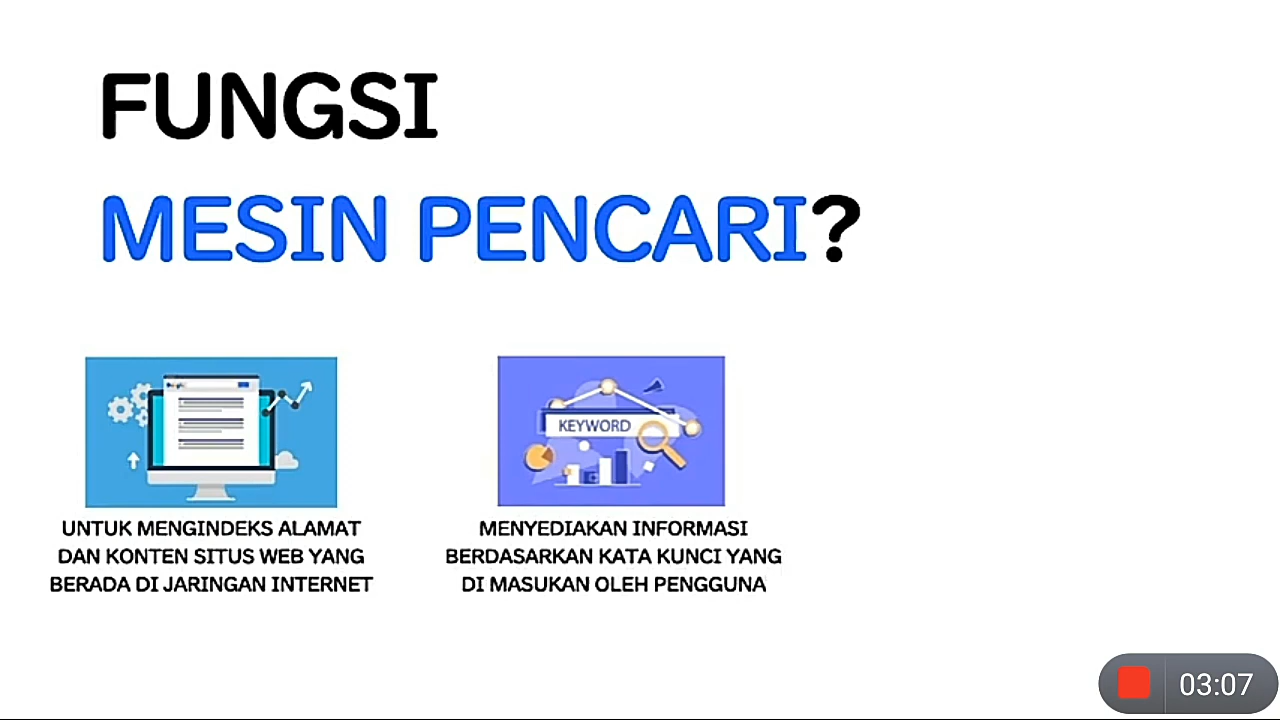 FUNGSI
MESIN PENCARI?
KEYWORD
UNTUK MENGINDEKS ALAMAT
DAN KONTEN SITUS WEB YANG
BERADA DI JARINGAN INTERNET
MENYEDIAKAN INFORMASI
BERDASARKAN KATA KUNCI YANG
DI MASUKAN OLEH PENGGUNA
03:07